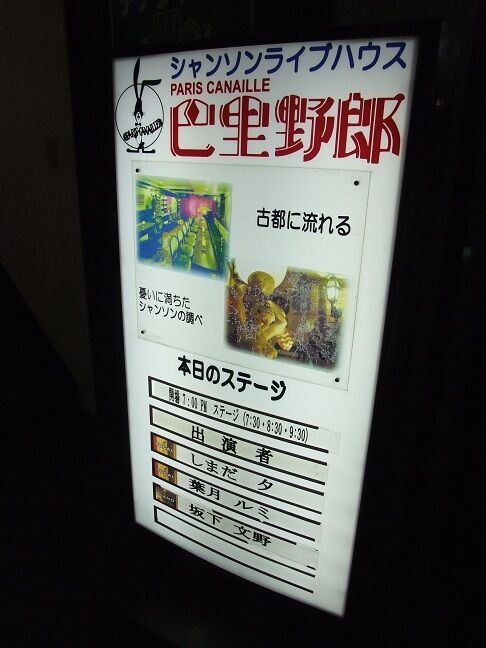 シャンソンライブハウス
PARIS CANAILLE
巴里野郎
古都に流れる
憂いに満ちた
シャンソンの調べ
本日のステージ
開場 7:00 PM ステージ (7:30・8:30・9:30)
出演者
VOCAL しまだ 夕
VOCAL 葉月 ルミ
PIANO 坂下 文野